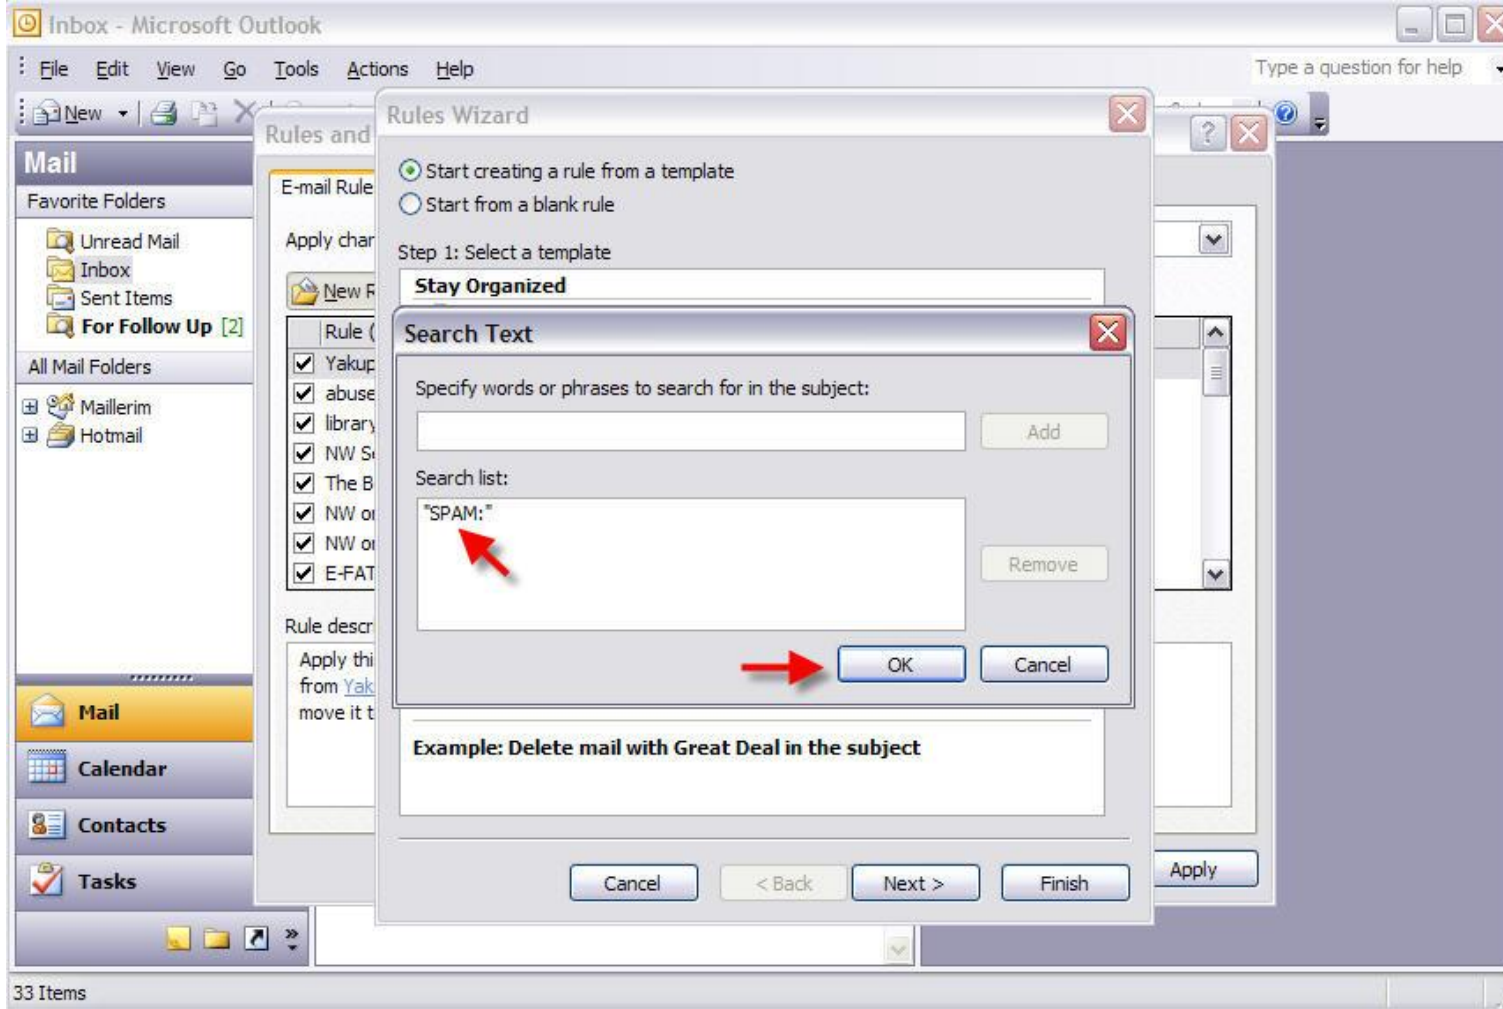 Inbox - Microsoft Outlook
File Edit View Go Tools Actions Help
Type a question for help
New
Mail
Favorite Folders
Unread Mail
Inbox
Sent Items
For Follow Up [2]
All Mail Folders
Maillerim
Hotmail
Mail
Calendar
Contacts
Tasks
33 Items
Rules and
E-mail Rule
Apply chan
New R
Rule (
Yakup
abuse
library
NW S
The B
NW or
NW or
E-FAT
Rule descr
Apply thi
from Yak
move it t
Apply
Rules Wizard
Start creating a rule from a template
Start from a blank rule
Step 1: Select a template
Stay Organized
Search Text
Specify words or phrases to search for in the subject:
Add
Search list:
"SPAM:"
Remove
OK Cancel
Example: Delete mail with Great Deal in the subject
Cancel < Back Next > Finish